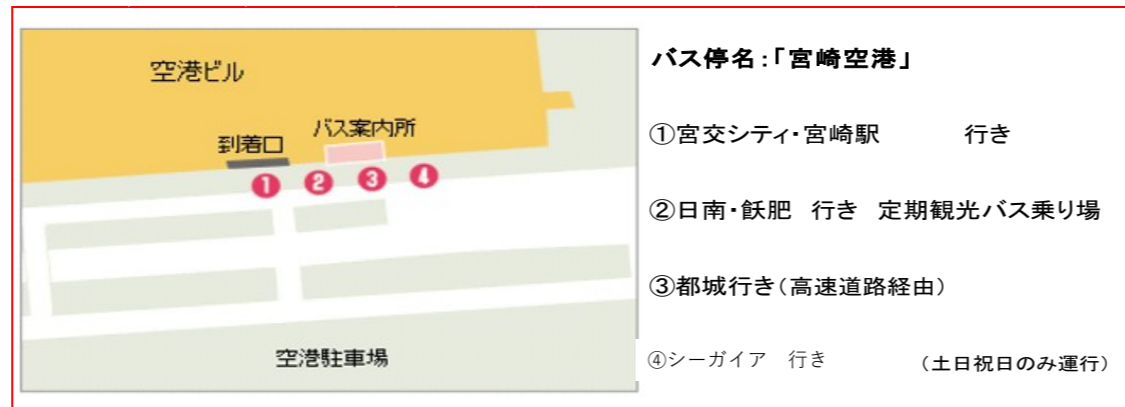 空港ビル
到着口
バス案内所
❶ ❷ ❸ ❹
空港駐車場
バス停名:「宮崎空港」
①宮交シティ・宮崎駅 行き
②日南・飫肥 行き 定期観光バス乗り場
③都城行き(高速道路経由)
④シーガイア 行き (土日祝日のみ運行)